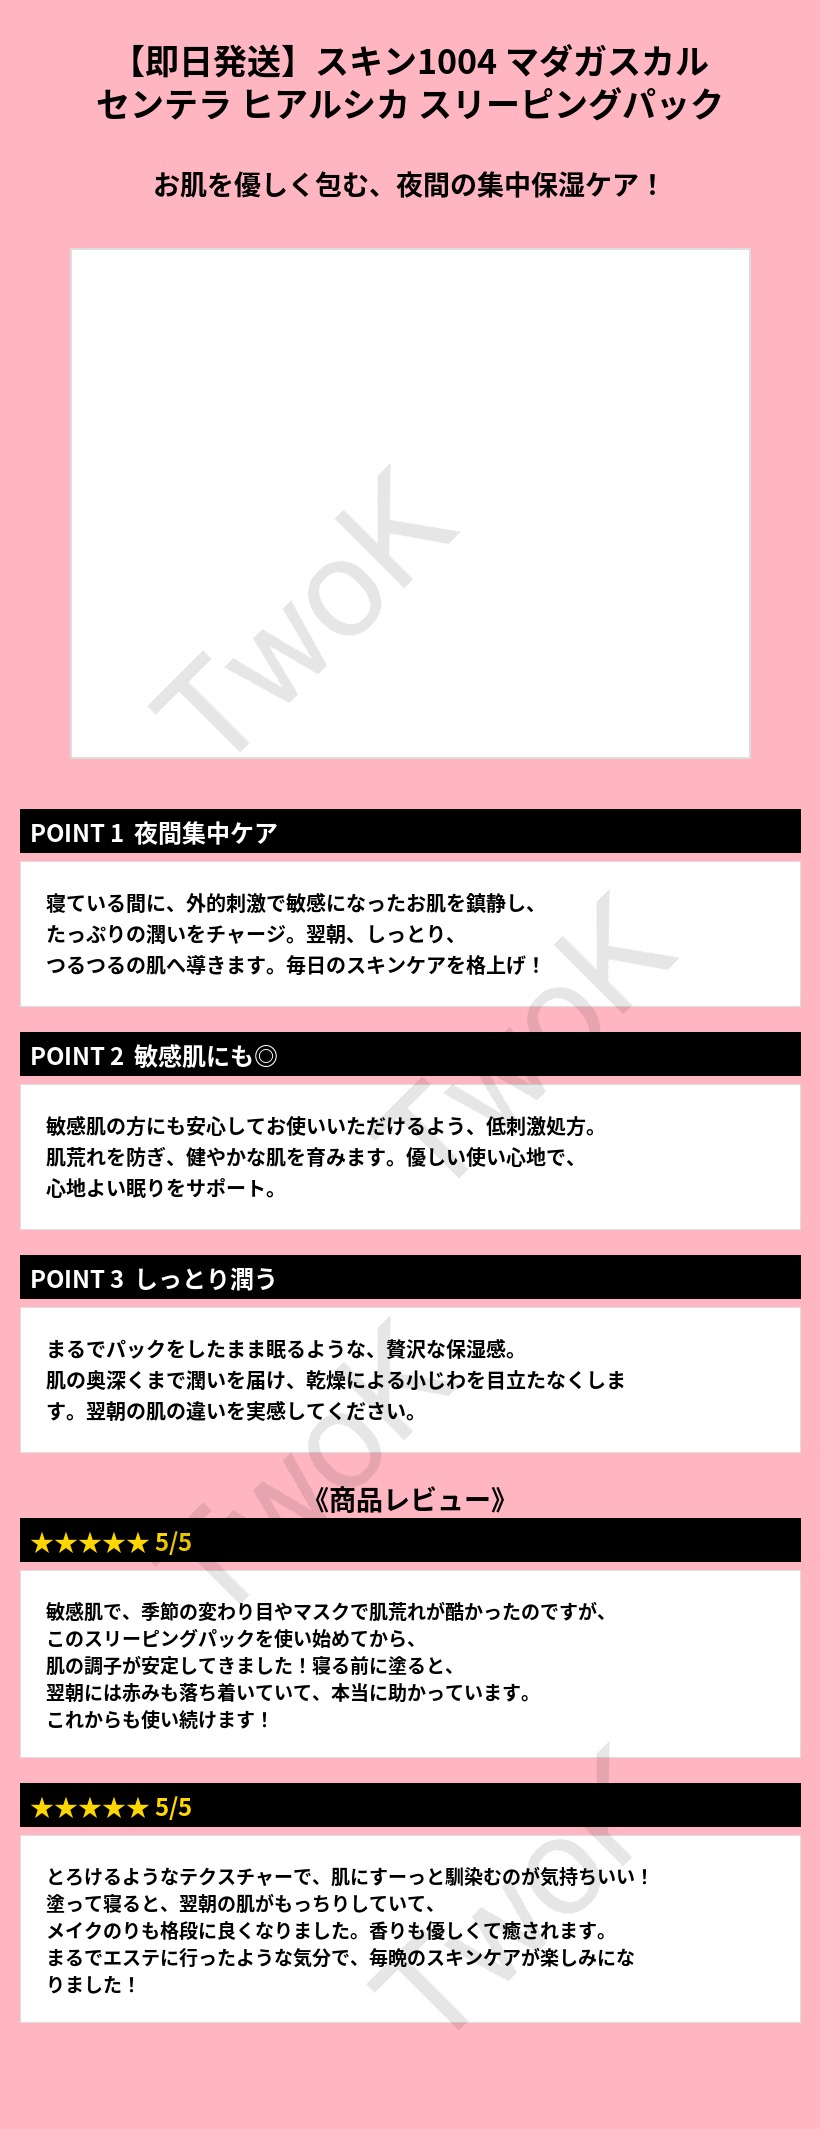 【即日発送】スキン1004 マダガスカル
センテラ ヒアルシカ スリーピングパック
お肌を優しく包む、夜間の集中保湿ケア！
TwoK
POINT 1 夜間集中ケア
寝ている間に、外的刺激で敏感になったお肌を鎮静し、
たっぷりの潤いをチャージ。翌朝、しっとり、
つるつるの肌へ導きます。毎日のスキンケアを格上げ！
TwoK
POINT 2 敏感肌にも◎
敏感肌の方にも安心してお使いいただけるよう、低刺激処方。
肌荒れを防ぎ、健やかな肌を育みます。優しい使い心地で、
心地よい眠りをサポート。
POINT 3 しっとり潤う
まるでパックをしたまま眠るような、贅沢な保湿感。
肌の奥深くまで潤いを届け、乾燥による小じわを目立たなくしま
す。翌朝の肌の違いを実感してください。
TwoK
《商品レビュー》
★★★★★ 5/5
敏感肌で、季節の変わり目やマスクで肌荒れが酷かったのですが、
このスリーピングパックを使い始めてから、
肌の調子が安定してきました！寝る前に塗ると、
翌朝には赤みも落ち着いていて、本当に助かっています。
これからも使い続けます！
★★★★★ 5/5
とろけるようなテクスチャーで、肌にすーっと馴染むのが気持ちいい！
塗って寝ると、翌朝の肌がもっちりしていて、
メイクのりも格段に良くなりました。香りも優しくて癒されます。
まるでエステに行ったような気分で、毎晩のスキンケアが楽しみにな
りました！
TwoK